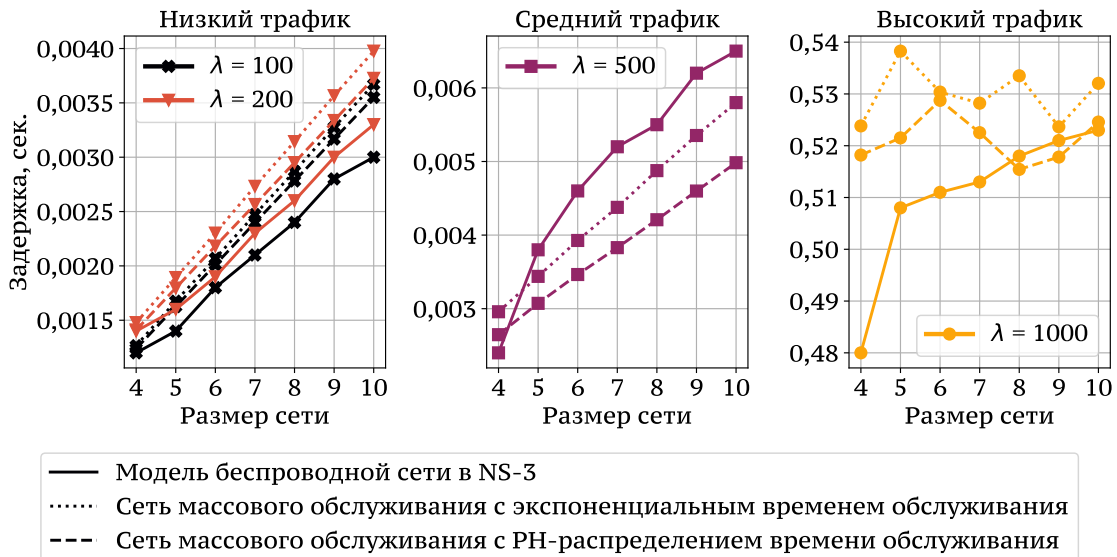 Низкий трафик
Средний трафик
Высокий трафик
Задержка, сек.
0,0040
0,0035
0,0030
0,0025
0,0020
0,0015
λ = 100
λ = 200
4 5 6 7 8 9 10
Размер сети
0,006
0,005
0,004
0,003
λ = 500
4 5 6 7 8 9 10
Размер сети
0,54
0,53
0,52
0,51
0,50
0,49
0,48
λ = 1000
4 5 6 7 8 9 10
Размер сети
Модель беспроводной сети в NS-3
Сеть массового обслуживания с экспоненциальным временем обслуживания
Сеть массового обслуживания с PH-распределением времени обслуживания